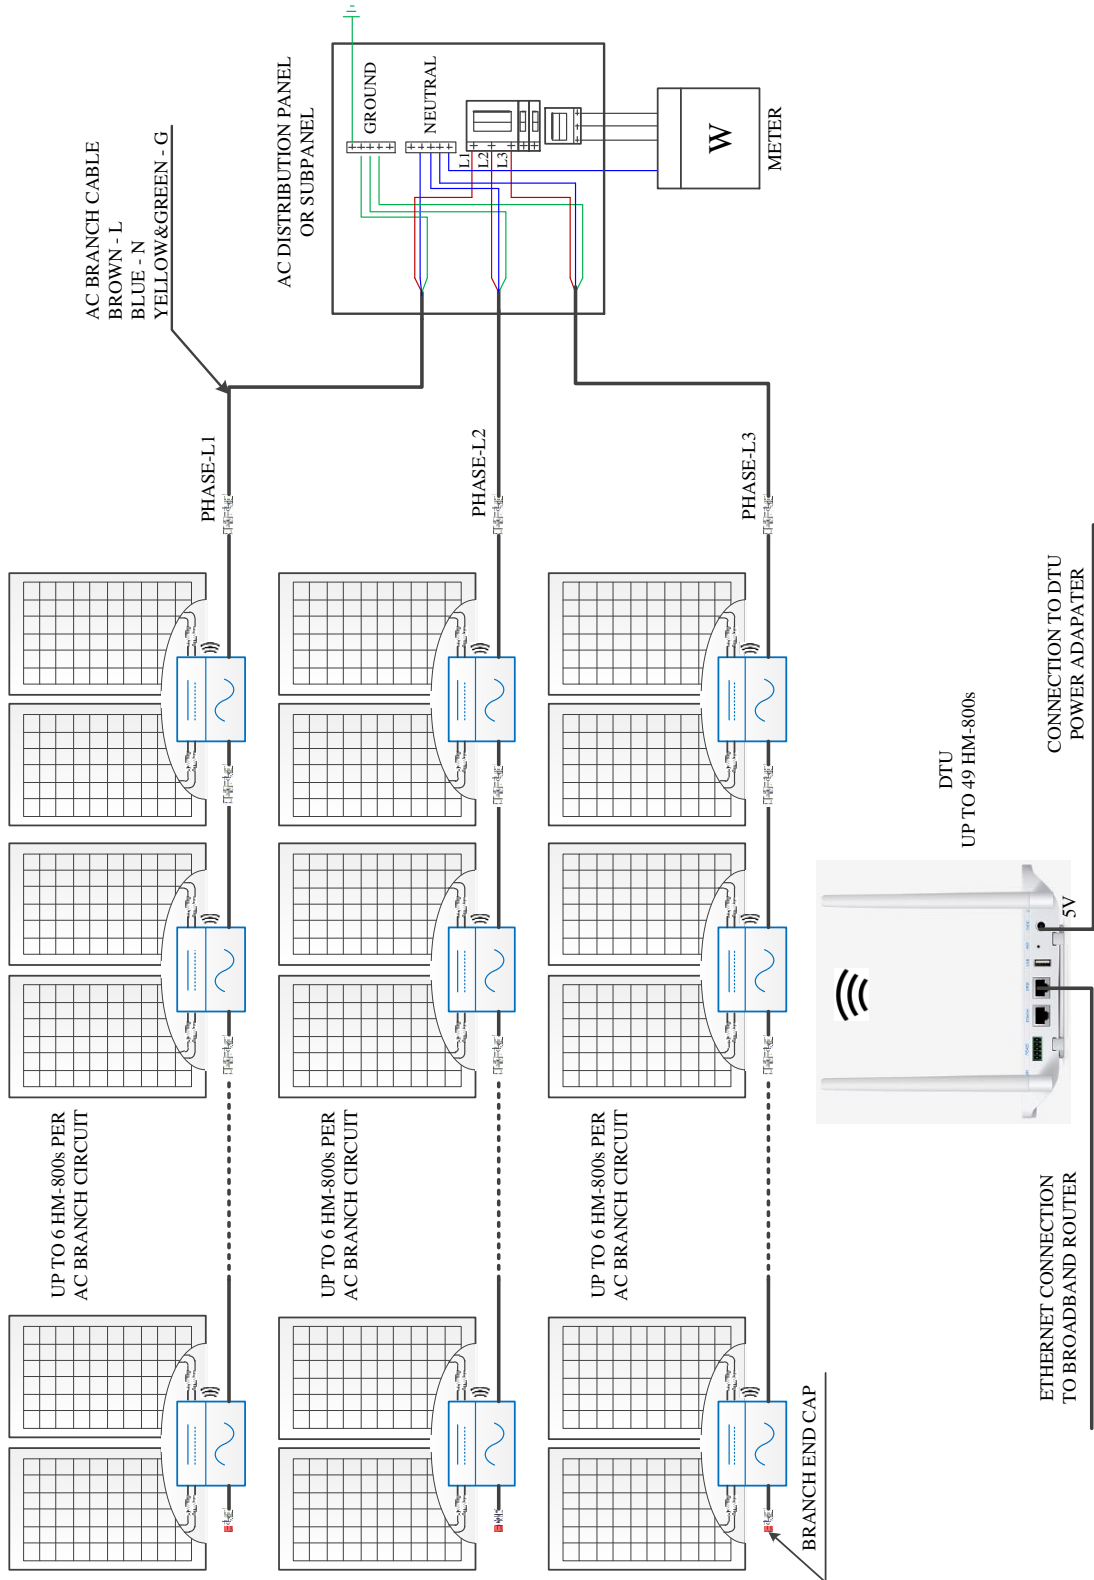 AC BRANCH CABLE
BROWN - L
BLUE - N
YELLOW&GREEN - G
AC DISTRIBUTION PANEL
OR SUBPANEL
GROUND
NEUTRAL
L1
L2
L3
W
METER
PHASE-L1
PHASE-L2
PHASE-L3
UP TO 6 HM-800s PER
AC BRANCH CIRCUIT
UP TO 6 HM-800s PER
AC BRANCH CIRCUIT
UP TO 6 HM-800s PER
AC BRANCH CIRCUIT
BRANCH END CAP
DTU
UP TO 49 HM-800s
5V
CONNECTION TO DTU
POWER ADAPATER
ETHERNET CONNECTION
TO BROADBAND ROUTER